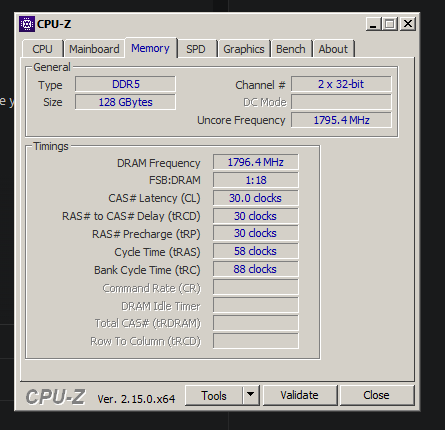 CPU-Z
CPU Mainboard Memory SPD Graphics Bench About
General
Type DDR5 Channel # 2 x 32-bit
Size 128 GBytes DC Mode
Uncore Frequency 1795.4 MHz
Timings
DRAM Frequency 1796.4 MHz
FSB:DRAM 1:18
CAS# Latency (CL) 30.0 clocks
RAS# to CAS# Delay (tRCD) 30 clocks
RAS# Precharge (tRP) 30 clocks
Cycle Time (tRAS) 58 clocks
Bank Cycle Time (tRC) 88 clocks
Command Rate (CR)
DRAM Idle Timer
Total CAS# (tRDRAM)
Row To Column (tRCD)
CPU-Z Ver. 2.15.0.x64 Tools Validate Close